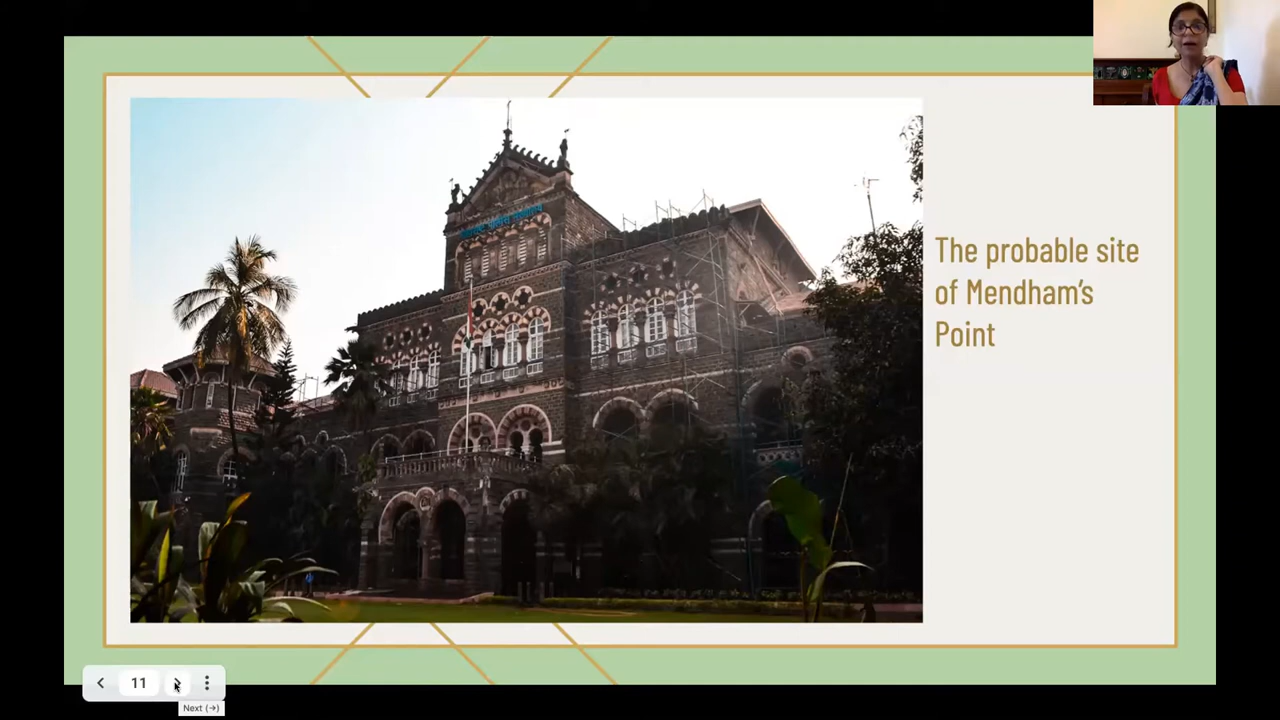 The probable site
of Mendham's
Point
11
Next (→)